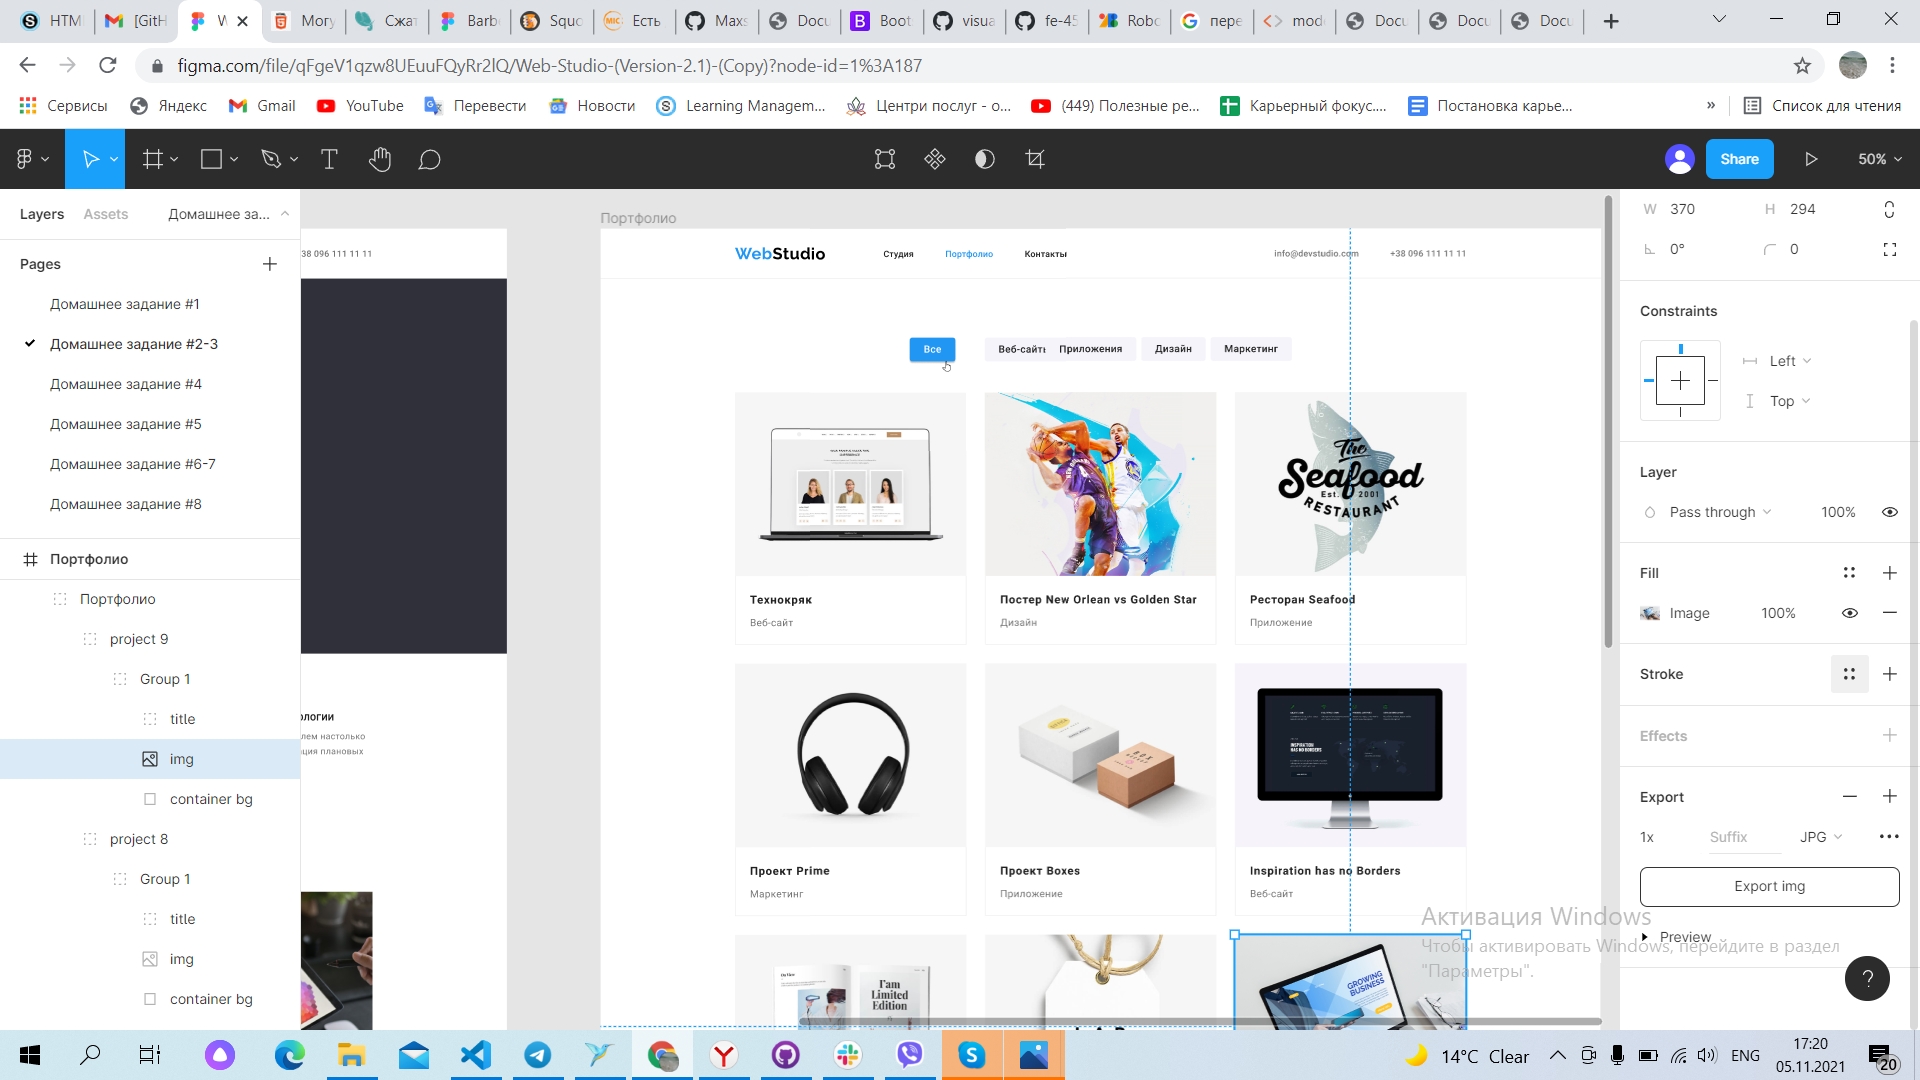 HTM
[GitH
W
Mory
Сжат
Barb
Squo
Есть
Maxs
Docu
Boot
visua
fe-45
Robo
пере
mode
Docu
Docu
Docu
figma.com/file/qFgeV1qzw8UEuuFQyRr2lQ/Web-Studio-(Version-2.1)-(Copy)?node-id=1%3A187
Сервисы
Яндекс
Gmail
YouTube
Перевести
Новости
Learning Managem...
Центри послуг - о...
(449) Полезные ре...
Карьерный фокус....
Постановка карье...
»
Список для чтения
Share
50%
Layers
Assets
Домашнее за...
Pages
Домашнее задание #1
Домашнее задание #2-3
Домашнее задание #4
Домашнее задание #5
Домашнее задание #6-7
Домашнее задание #8
Портфолио
Портфолио
project 9
Group 1
title
img
container bg
project 8
Group 1
title
img
container bg
38 096 111 11 11
ологии
лем настолько
ция плановых
Портфолио
WebStudio
Студия
Портфолио
Контакты
info@devstudio.com
+38 096 111 11 11
Все
Веб-сайты
Приложения
Дизайн
Маркетинг
The
Seafood
Est. 2001
RESTAURANT
Технокряк
Веб-сайт
Постер New Orlean vs Golden Star
Дизайн
Ресторан Seafood
Приложение
INSPIRATION
HAS NO BORDERS
Проект Prime
Маркетинг
Проект Boxes
Приложение
Inspiration has no Borders
Веб-сайт
I'am
Limited
Edition
GROWING
BUSINESS
W
370
H
294
0°
0
Constraints
Left
Top
Layer
Pass through
100%
Fill
Image
100%
Stroke
Effects
Export
1x
Suffix
JPG
Export img
Preview
Активация Windows
Чтобы активировать Windows, перейдите в раздел
"Параметры".
?
14°C Clear
ENG
17:20
05.11.2021
20